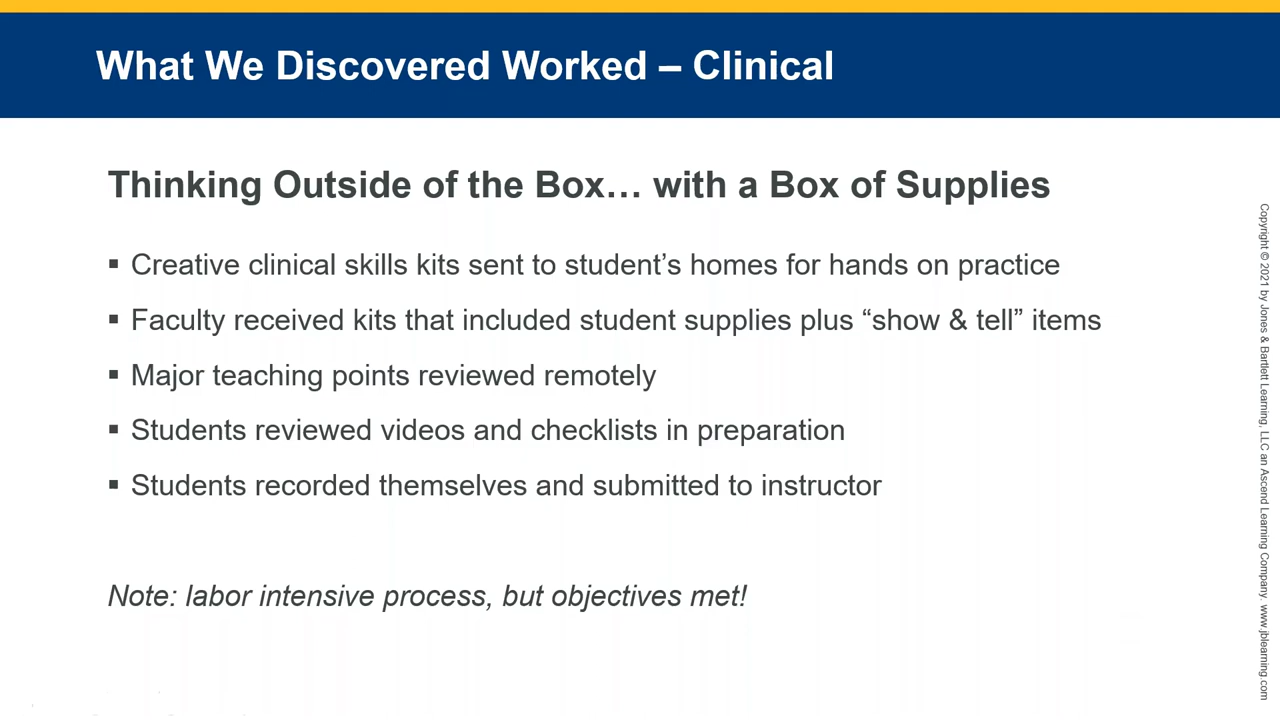 What We Discovered Worked – Clinical
Thinking Outside of the Box… with a Box of Supplies
▪ Creative clinical skills kits sent to student’s homes for hands on practice
▪ Faculty received kits that included student supplies plus “show & tell” items
▪ Major teaching points reviewed remotely
▪ Students reviewed videos and checklists in preparation
▪ Students recorded themselves and submitted to instructor
Note: labor intensive process, but objectives met!
Copyright © 2021 by Jones & Bartlett Learning, LLC an Ascend Learning Company. www.jblearning.com